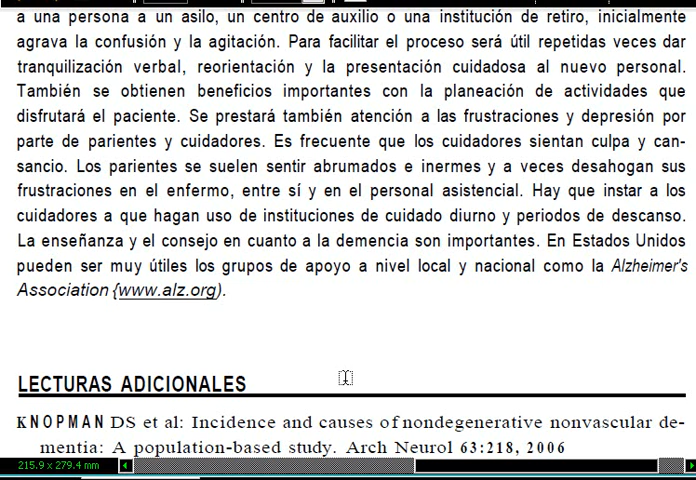 a una persona a un asilo, un centro de auxilio o una institución de retiro, inicialmente
agrava la confusión y la agitación. Para facilitar el proceso será útil repetidas veces dar
tranquilización verbal, reorientación y la presentación cuidadosa al nuevo personal.
También se obtienen beneficios importantes con la planeación de actividades que
disfrutará el paciente. Se prestará también atención a las frustraciones y depresión por
parte de parientes y cuidadores. Es frecuente que los cuidadores sientan culpa y can-
sancio. Los parientes se suelen sentir abrumados e inermes y a veces desahogan sus
frustraciones en el enfermo, entre sí y en el personal asistencial. Hay que instar a los
cuidadores a que hagan uso de instituciones de cuidado diurno y periodos de descanso.
La enseñanza y el consejo en cuanto a la demencia son importantes. En Estados Unidos
pueden ser muy útiles los grupos de apoyo a nivel local y nacional como la Alzheimer's
Association {www.alz.org).
LECTURAS ADICIONALES
KNOPMAN DS et al: Incidence and causes of nondegenerative nonvascular de-
mentia: A population-based study. Arch Neurol 63:218, 2006
215.9 x 279.4 mm